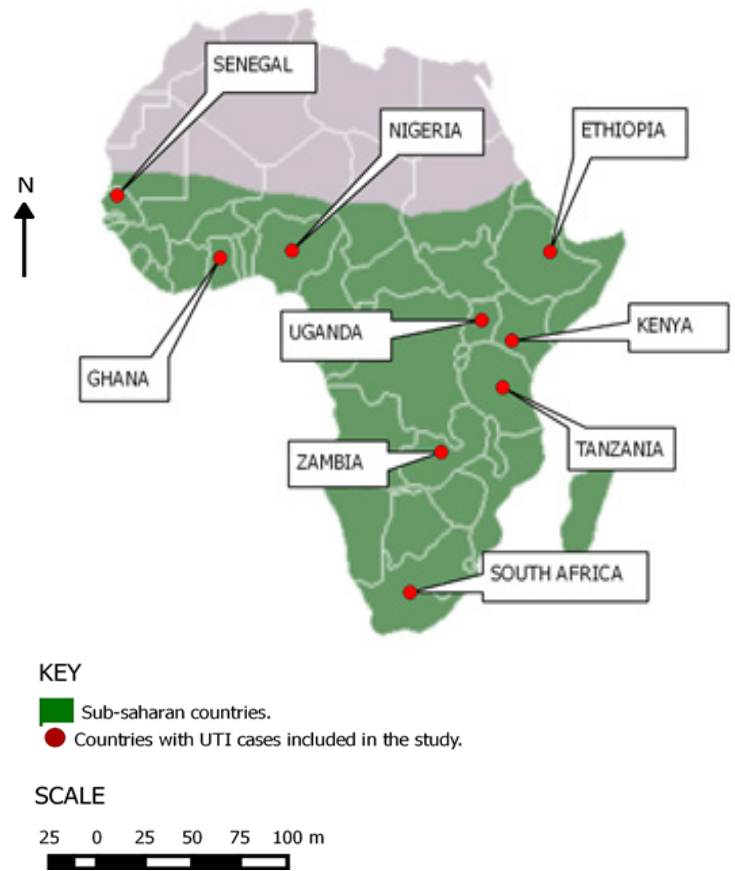 SENEGAL
NIGERIA
ETHIOPIA
N
UGANDA
KENYA
GHANA
TANZANIA
ZAMBIA
SOUTH AFRICA
KEY
Sub-saharan countries.
Countries with UTI cases included in the study.
SCALE
25 0 25 50 75 100 m